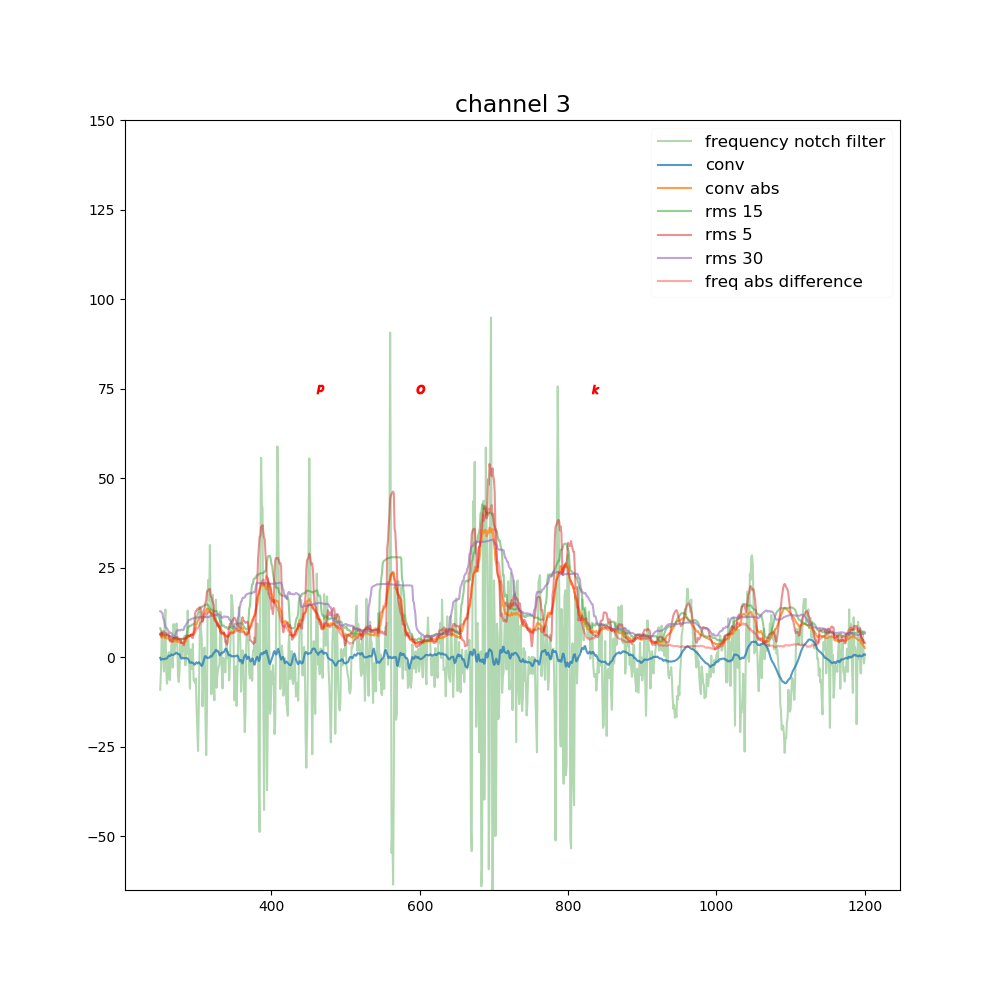 channel 3
150
125
100
75
50
25
0
−25
−50
frequency notch filter
conv
conv abs
rms 15
rms 5
rms 30
freq abs difference
P O K
400 600 800 1000 1200